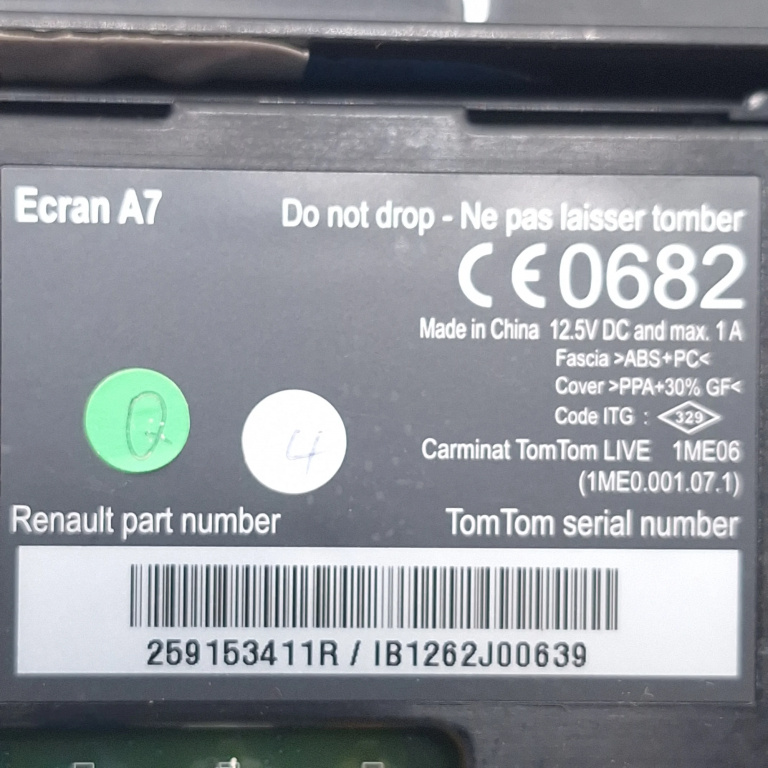 Ecran A7
Do not drop - Ne pas laisser tomber
CE0682
Made in China 12.5V DC and max. 1 A
Fascia >ABS+PC<
Cover >PPA+30% GF<
Code ITG : 329
Carminat TomTom LIVE 1ME06
(1ME0.001.07.1)
4
Renault part number
TomTom serial number
259153411R / IB1262J00639